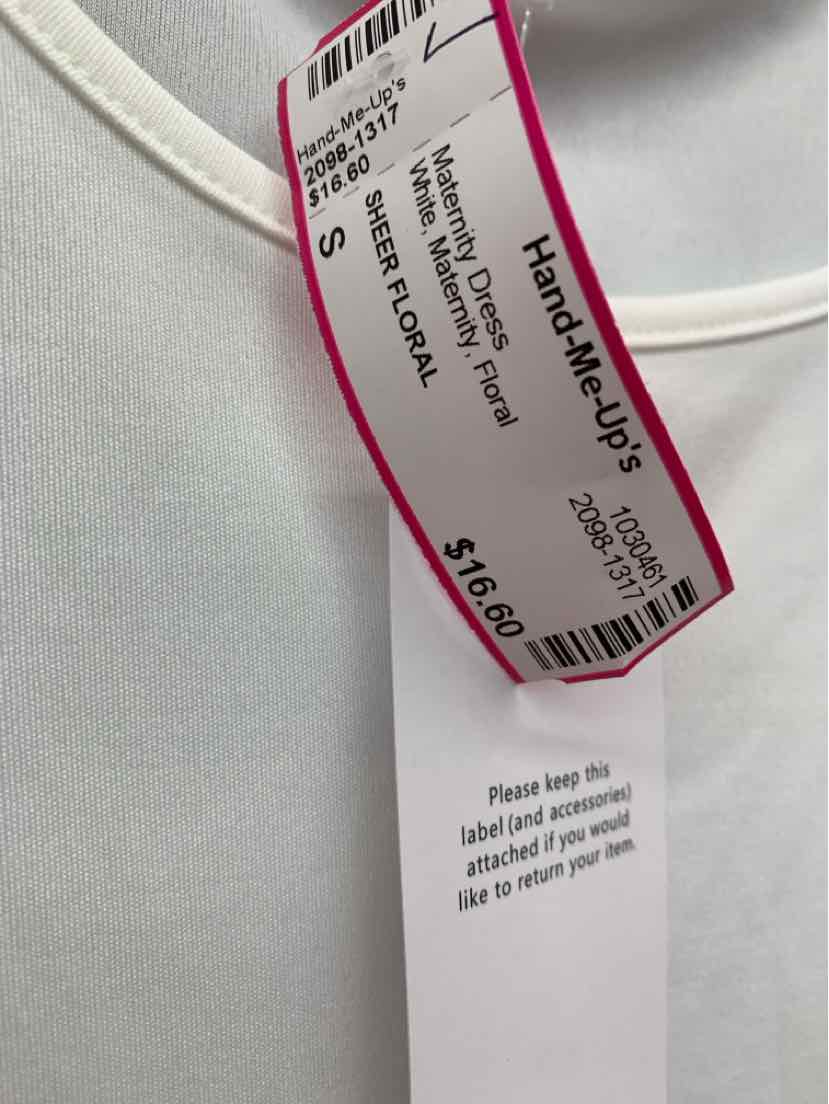 Hand-Me-Up's
2098-1317
$16.60
Hand-Me-Up's
1030461
2098-1317
Maternity Dress
White, Maternity, Floral
SHEER FLORAL
S
$16.60
Please keep this
label (and accessories)
attached if you would
like to return your item.